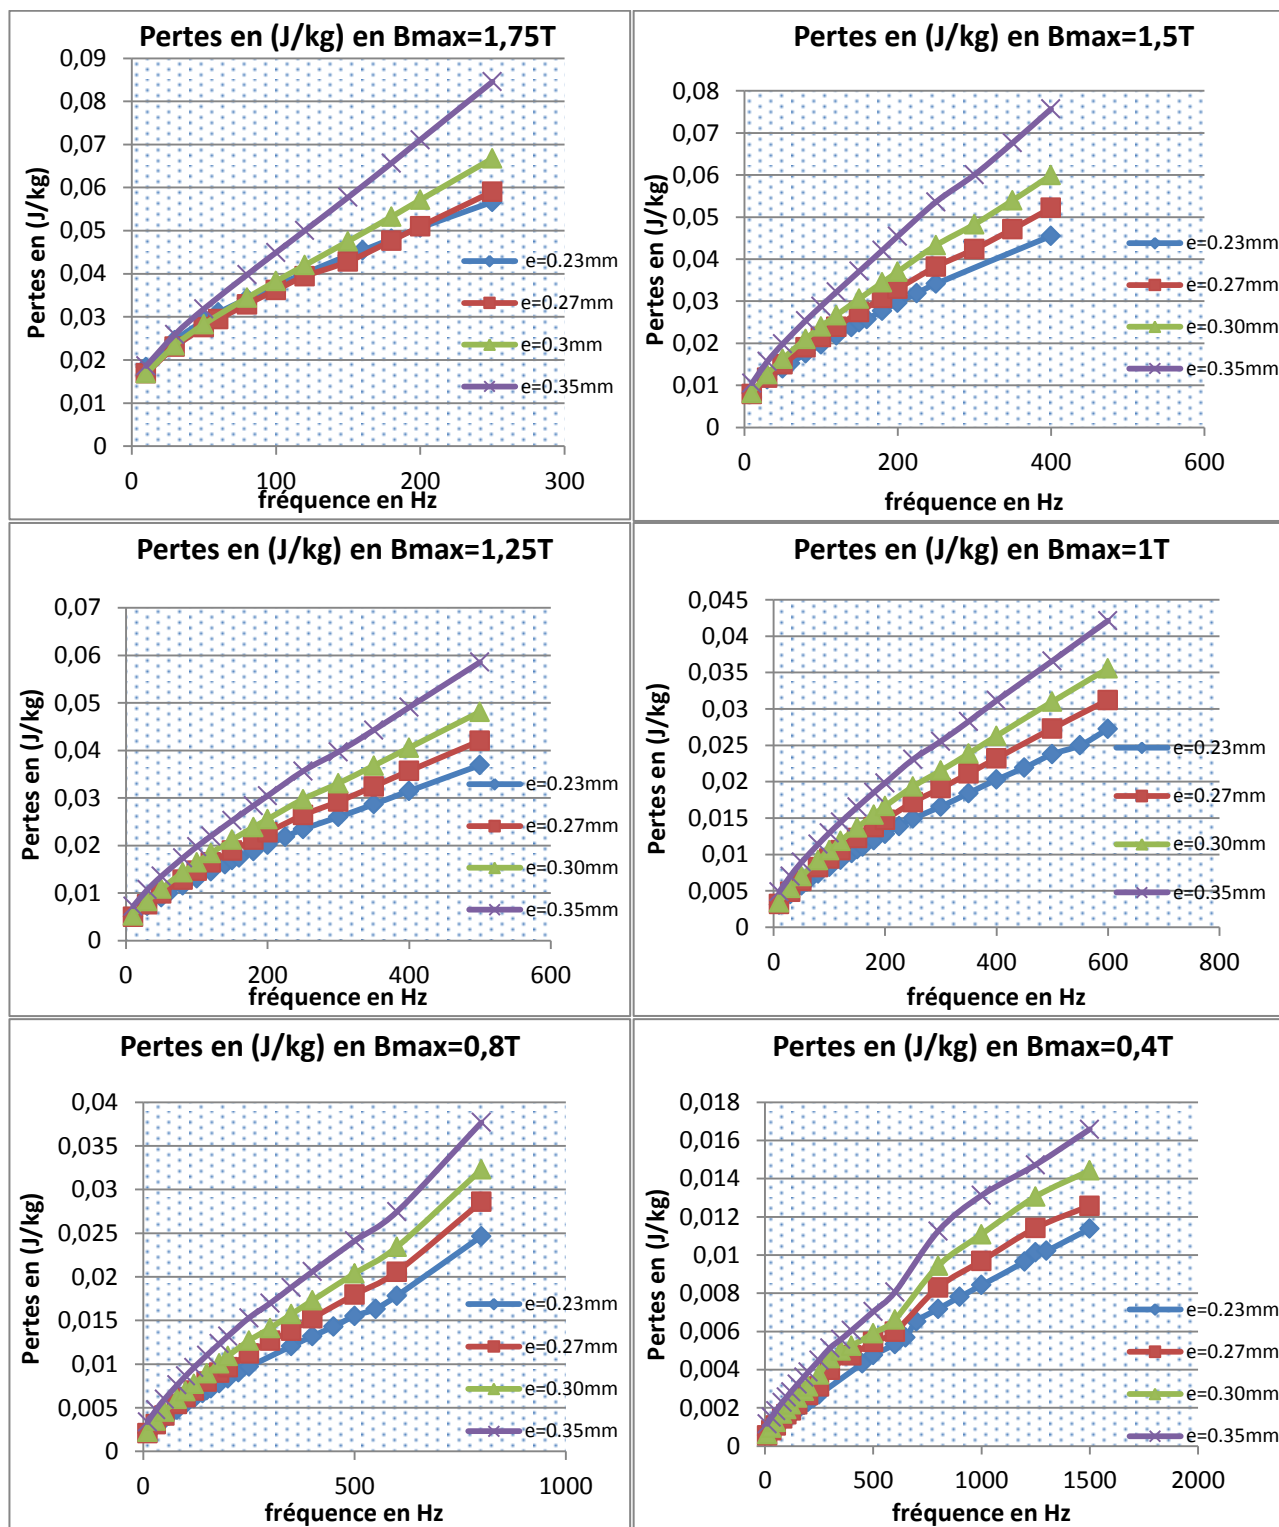 Pertes en (J/kg) en Bmax=1,75T
0,09
0,08
0,07
0,06
0,05
0,04
0,03
0,02
0,01
0
Pertes en (J/kg)
0
100
200
300
fréquence en Hz
e=0.23mm
e=0.27mm
e=0.3mm
e=0.35mm
Pertes en (J/kg) en Bmax=1,5T
0,08
0,07
0,06
0,05
0,04
0,03
0,02
0,01
0
Pertes en (J/kg)
0
200
400
600
fréquence en Hz
e=0.23mm
e=0.27mm
e=0.30mm
e=0.35mm
Pertes en (J/kg) en Bmax=1,25T
0,07
0,06
0,05
0,04
0,03
0,02
0,01
0
Pertes en (J/kg)
0
200
400
600
fréquence en Hz
e=0.23mm
e=0.27mm
e=0.30mm
e=0.35mm
Pertes en (J/kg) en Bmax=1T
0,045
0,04
0,035
0,03
0,025
0,02
0,015
0,01
0,005
0
Pertes en (J/kg)
0
200
400
600
800
fréquence en Hz
e=0.23mm
e=0.27mm
e=0.30mm
e=0.35mm
Pertes en (J/kg) en Bmax=0,8T
0,04
0,035
0,03
0,025
0,02
0,015
0,01
0,005
0
Pertes en (J/kg)
0
500
1000
fréquence en Hz
e=0.23mm
e=0.27mm
e=0.30mm
e=0.35mm
Pertes en (J/kg) en Bmax=0,4T
0,018
0,016
0,014
0,012
0,010
0,008
0,006
0,004
0,002
0,000
Pertes en (J/kg)
0
500
1000
1500
2000
fréquence en Hz
e=0.23mm
e=0.27mm
e=0.30mm
e=0.35mm